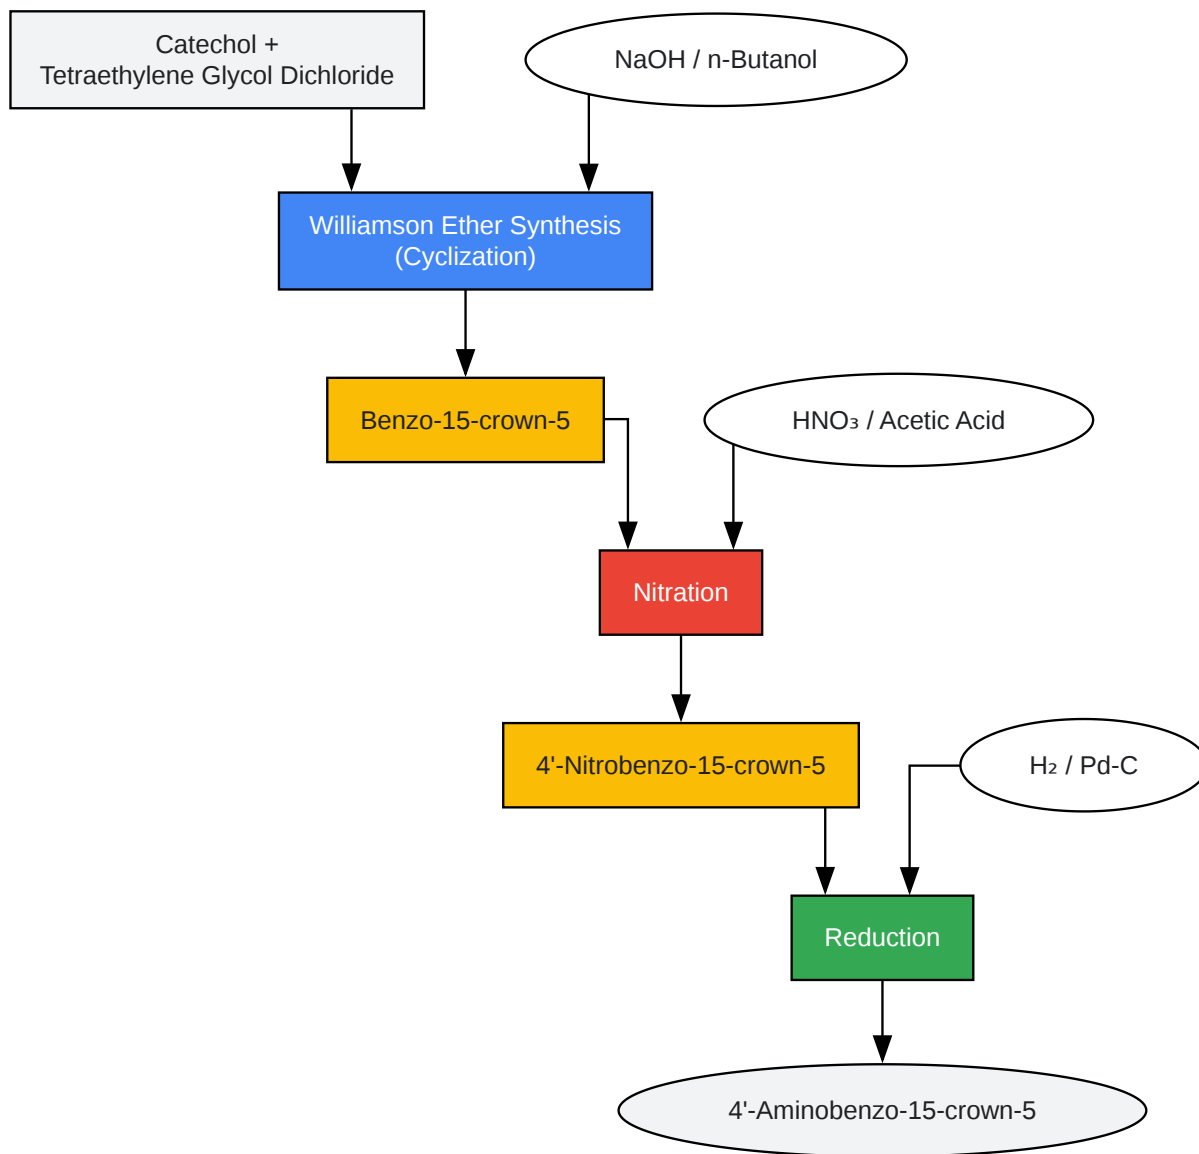 Catechol +
Tetraethylene Glycol Dichloride
NaOH / n-Butanol
Williamson Ether Synthesis
(Cyclization)
Benzo-15-crown-5
HNO₃ / Acetic Acid
Nitration
4'-Nitrobenzo-15-crown-5
H₂ / Pd-C
Reduction
4'-Aminobenzo-15-crown-5